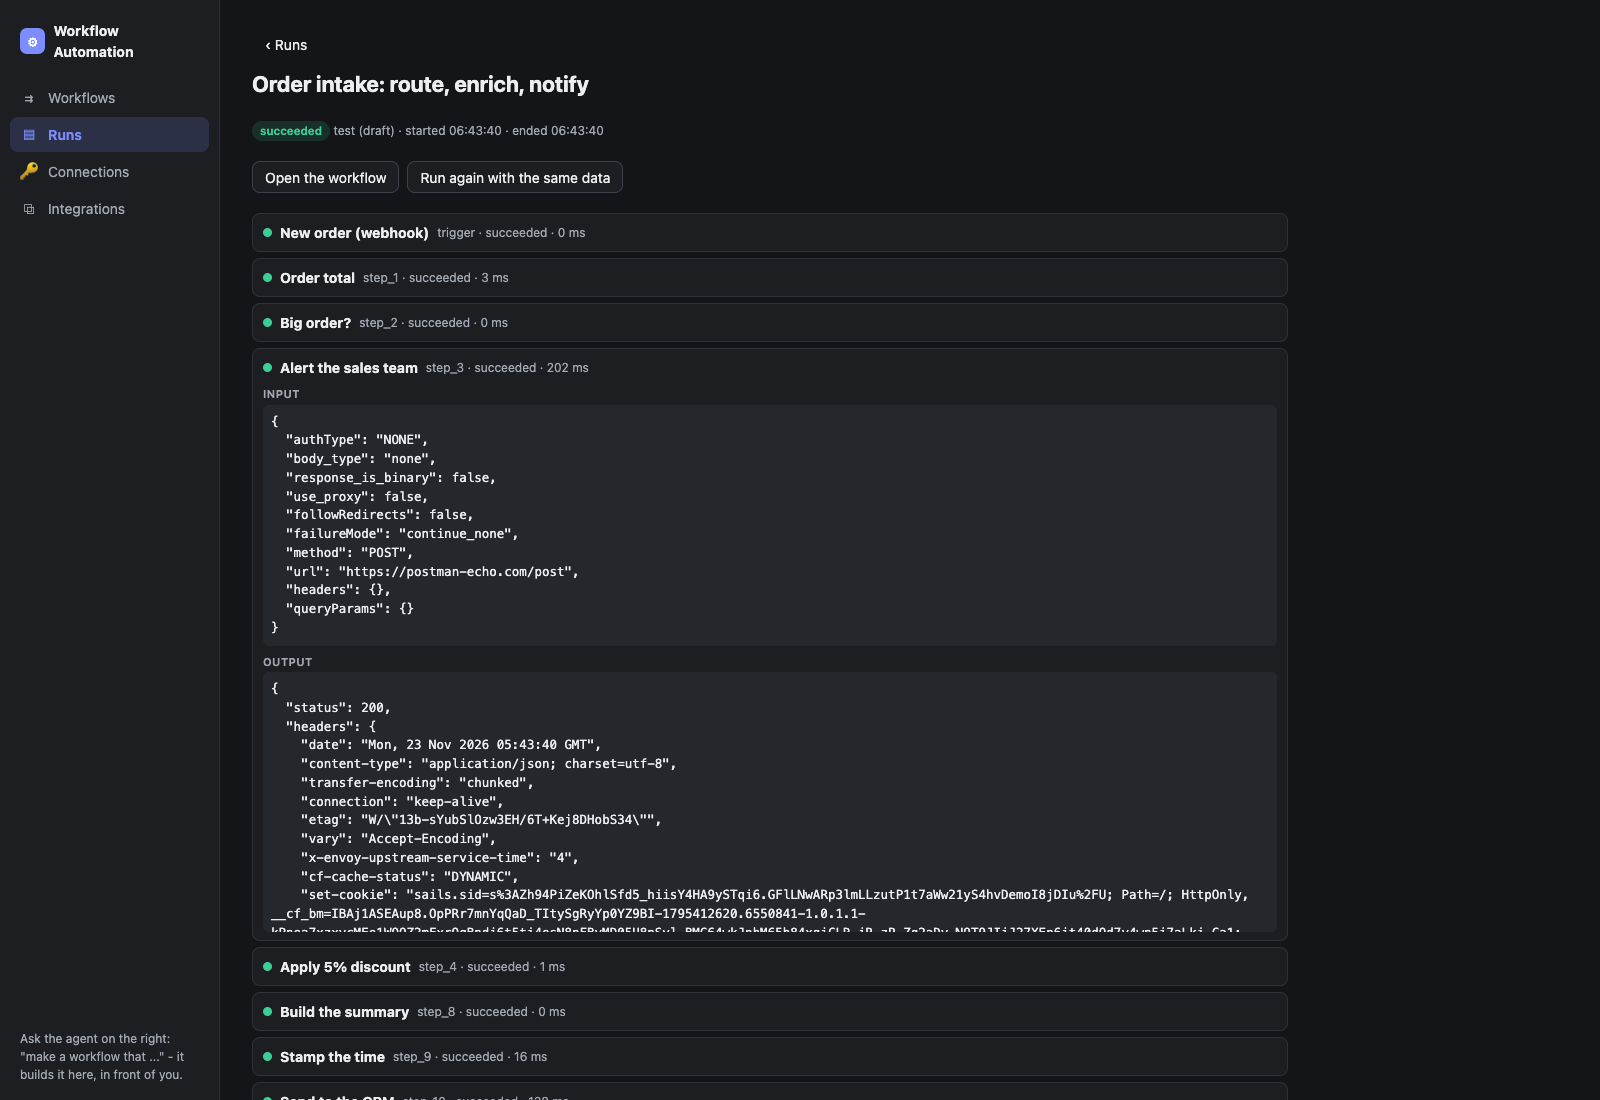 Workflow
Automation
Workflows
Runs
Connections
Integrations
Ask the agent on the right:
"make a workflow that ..." - it
builds it here, in front of you.
‹ Runs
Order intake: route, enrich, notify
succeeded test (draft) · started 06:43:40 · ended 06:43:40
Open the workflow
Run again with the same data
New order (webhook) trigger · succeeded · 0 ms
Order total step_1 · succeeded · 3 ms
Big order? step_2 · succeeded · 0 ms
Alert the sales team step_3 · succeeded · 202 ms
INPUT
{
"authType": "NONE",
"body_type": "none",
"response_is_binary": false,
"use_proxy": false,
"followRedirects": false,
"failureMode": "continue_none",
"method": "POST",
"url": "https://postman-echo.com/post",
"headers": {},
"queryParams": {}
}
OUTPUT
{
"status": 200,
"headers": {
"date": "Mon, 23 Nov 2026 05:43:40 GMT",
"content-type": "application/json; charset=utf-8",
"transfer-encoding": "chunked",
"connection": "keep-alive",
"etag": "W/\"13b-sYubSlOzw3EH/6T+Kej8DHobS34\"",
"vary": "Accept-Encoding",
"x-envoy-upstream-service-time": "4",
"cf-cache-status": "DYNAMIC",
"set-cookie": "sails.sid=s%3AZh94PiZeKOhlSfd5_hiisY4HA9ySTqi6.GFlLNwARp3lmLLzutP1t7aWw21yS4hvDemoI8jDIu%2FU; Path=/; HttpOnly,
__cf_bm=IBAj1ASEAup8.OpPRr7mnYqQaD_TItySgRyYp0YZ9BI-1795412620.6550841-1.0.1.1-
Apply 5% discount step_4 · succeeded · 1 ms
Build the summary step_8 · succeeded · 0 ms
Stamp the time step_9 · succeeded · 16 ms